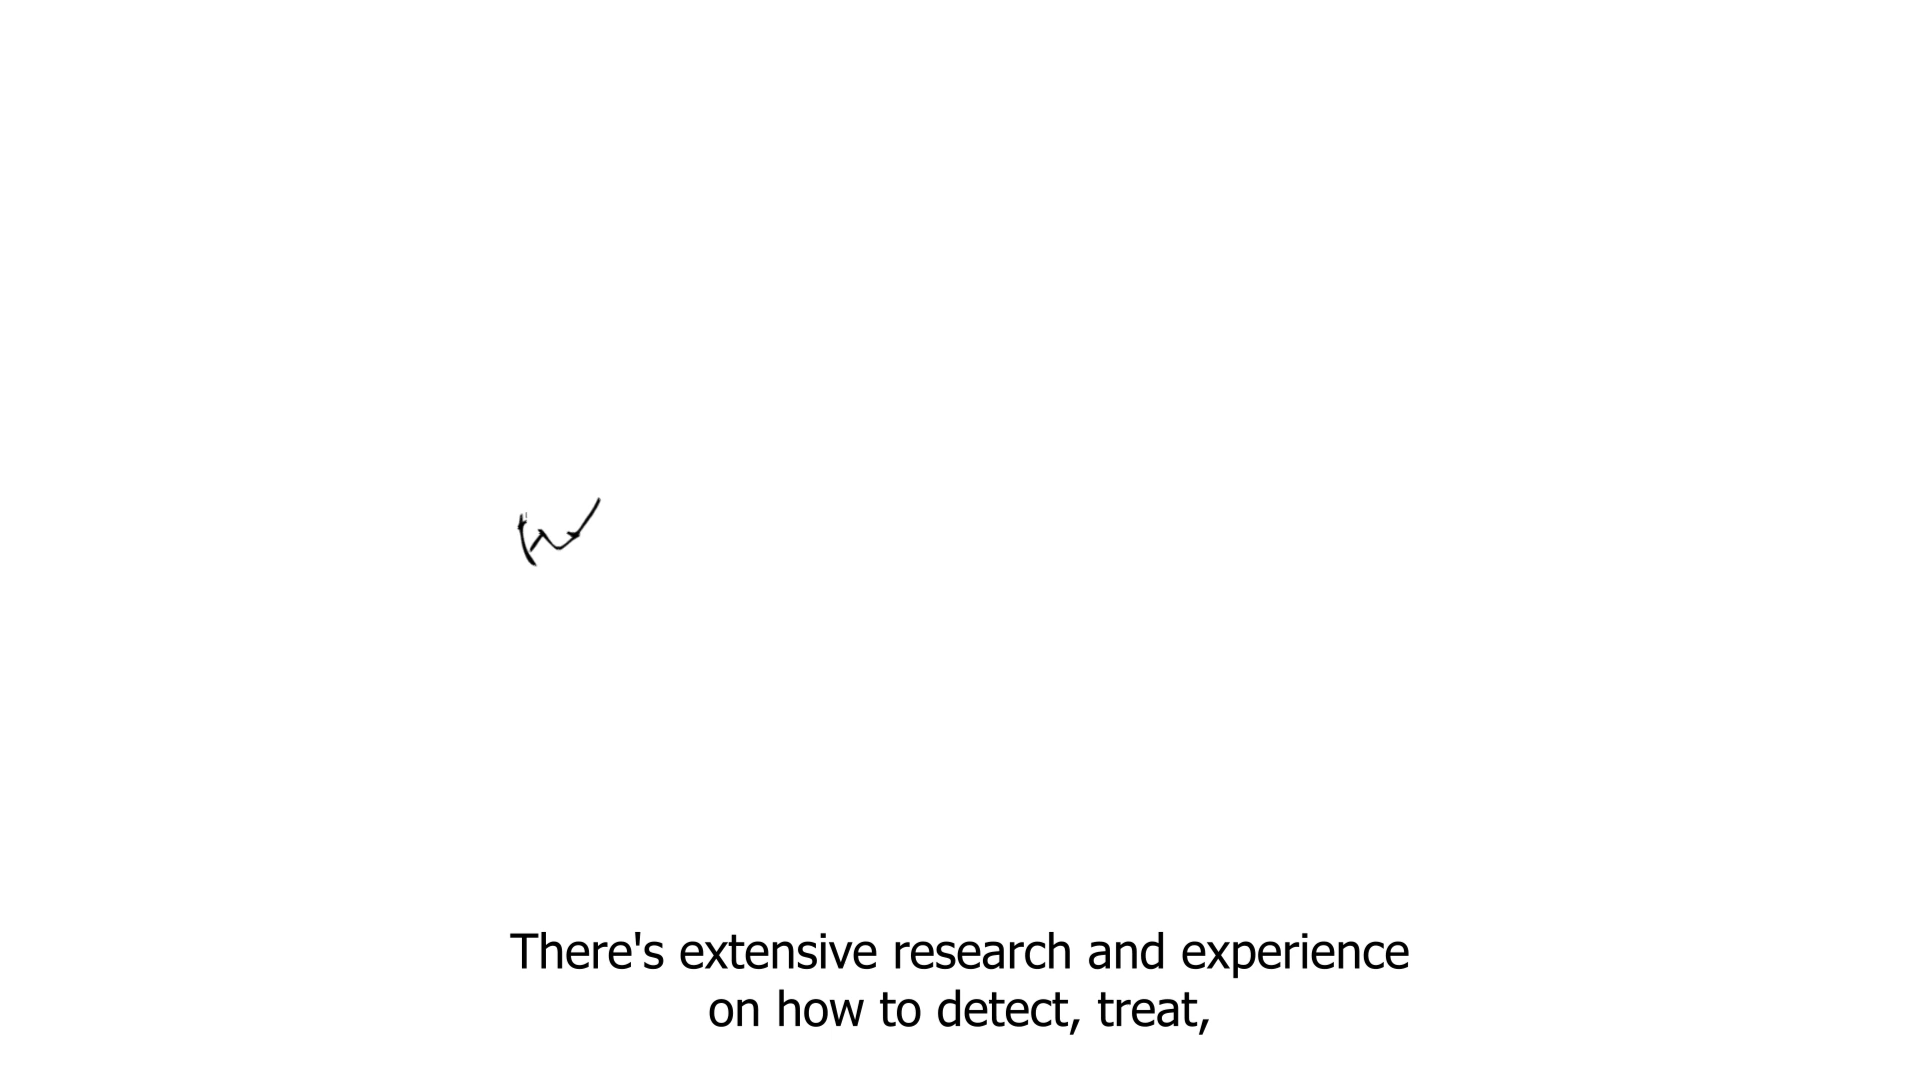 There's extensive research and experience
on how to detect, treat,